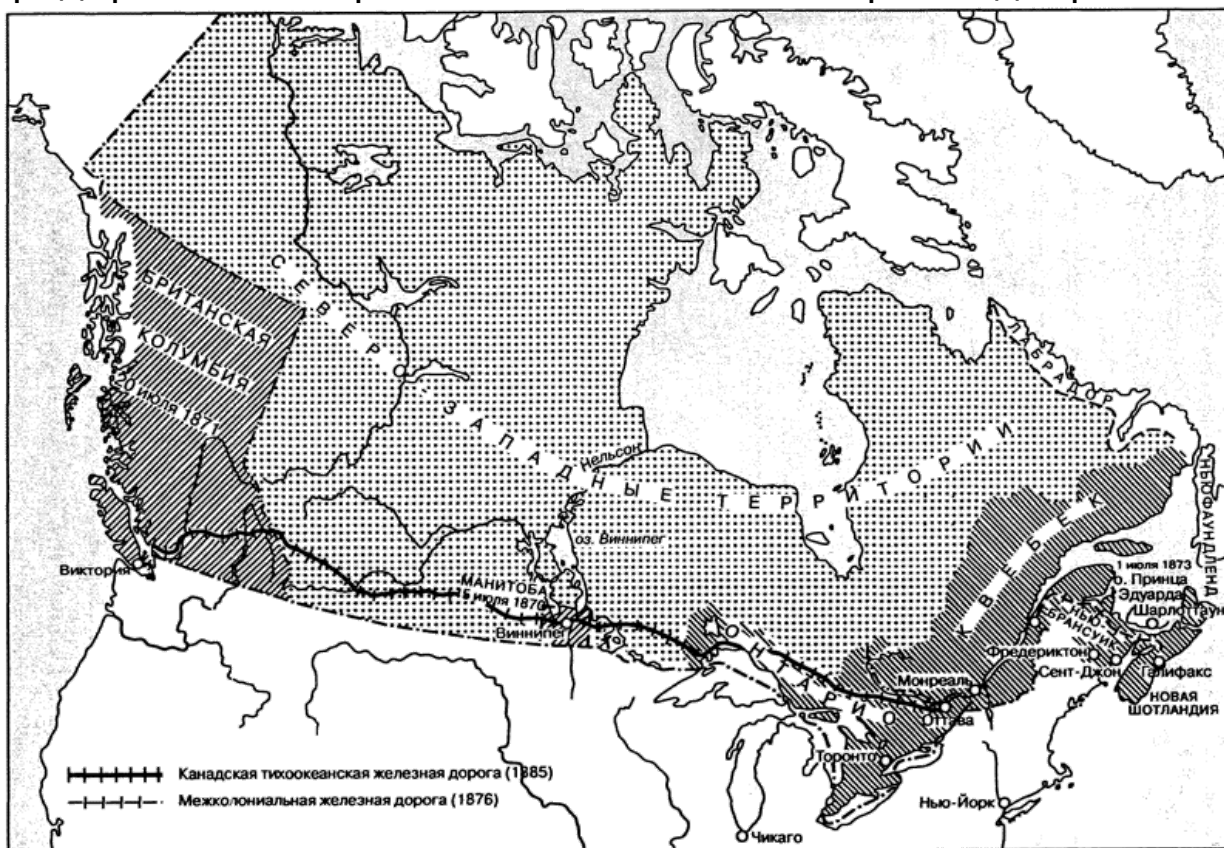 БРИТАНСКАЯ
КОЛУМБИЯ
20 июля 1871
СЕВЕРО-ЗАПАДНЫЕ ТЕРРИТОРИИ
ЛАБРАДОР
Нельсон
оз. Виннипег
КВЕБЕК
НЬЮФАУНДЛЕНД
Виктория
МАНИТОБА
15 июля 1870
Виннипег
1 июля 1873
о. Принца
Эдуарда
Шарлоттаун
НЬЮ-
БРАНСУИК
Фредериктон
Сент-Джон
Галифакс
НОВАЯ
ШОТЛАНДИЯ
ОНТАРИО
Монреаль
Оттава
Торонто
Нью-Йорк
Чикаго
Канадская тихоокеанская железная дорога (1885)
Межколониальная железная дорога (1876)